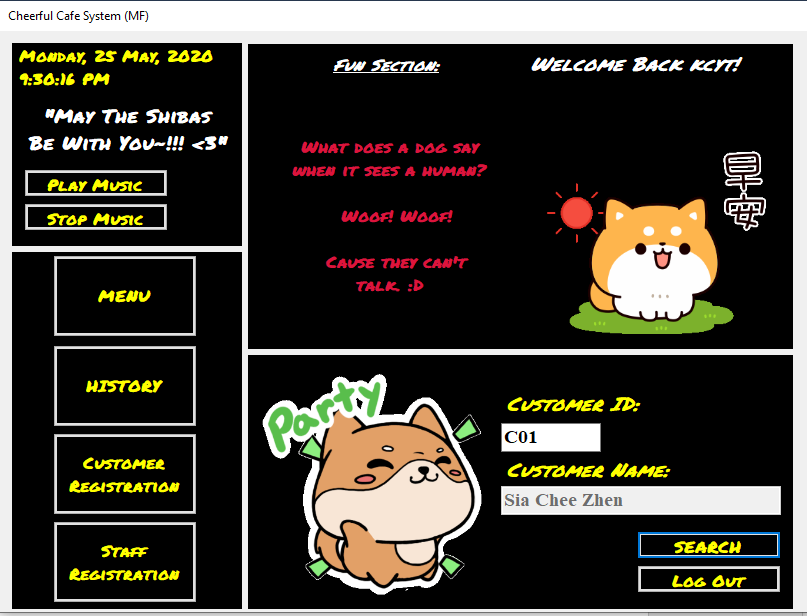 Cheerful Cafe System (MF)
Monday, 25 May, 2020
9:30:16 PM
"May The Shibas
Be With You~!!! <3"
Play Music
Stop Music
MENU
HISTORY
Customer
Registration
Staff
Registration
Fun Section:
Welcome Back kcyt!
What does a dog say
when it sees a human?
Woof! Woof!
Cause they can't
talk. :D
早安
Party
Customer ID:
C01
Customer Name:
Sia Chee Zhen
SEARCH
Log Out